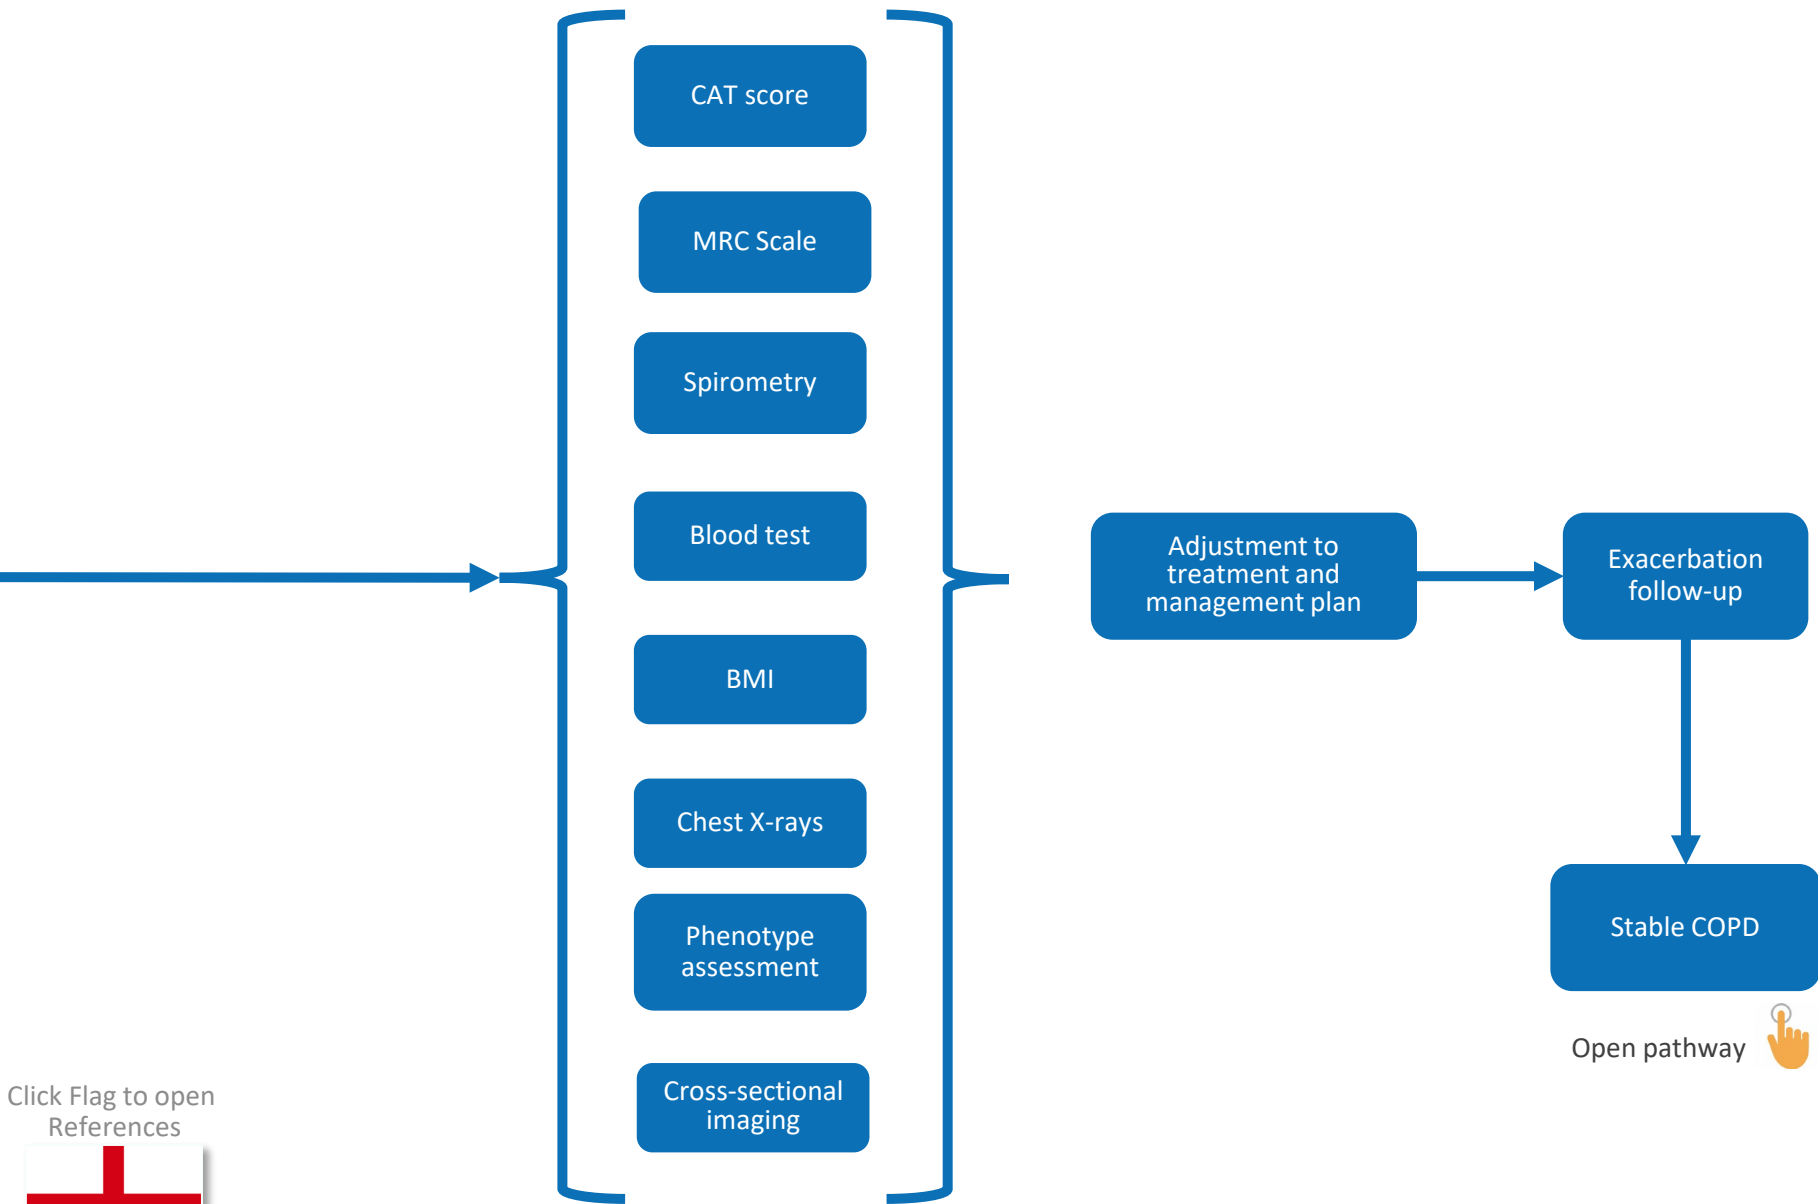 CAT score
MRC Scale
Spirometry
Blood test
BMI
Chest X-rays
Phenotype
assessment
Cross-sectional
imaging
Adjustment to
treatment and
management plan
Exacerbation
follow-up
Stable COPD
Open pathway
Click Flag to open
References